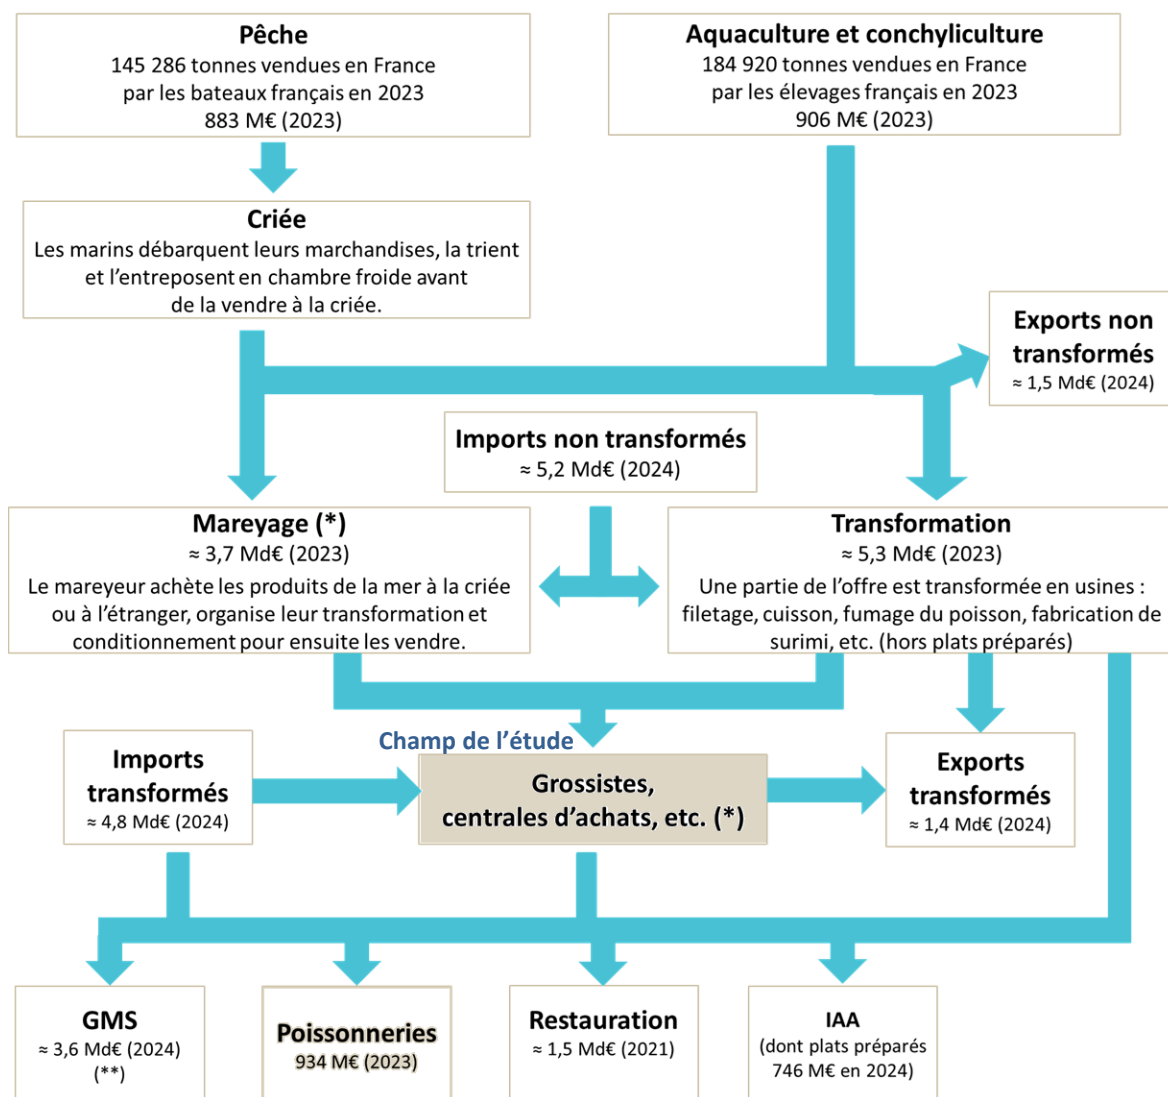 Pêche
145 286 tonnes vendues en France
par les bateaux français en 2023
883 M€ (2023)
Aquaculture et conchyliculture
184 920 tonnes vendues en France
par les élevages français en 2023
906 M€ (2023)
Criée
Les marins débarquent leurs marchandises, la trient
et l’entreposent en chambre froide avant
de la vendre à la criée.
Exports non
transformés
≈ 1,5 Md€ (2024)
Imports non transformés
≈ 5,2 Md€ (2024)
Mareyage (*)
≈ 3,7 Md€ (2023)
Le mareyeur achète les produits de la mer à la criée
ou à l’étranger, organise leur transformation et
conditionnement pour ensuite les vendre.
Transformation
≈ 5,3 Md€ (2023)
Une partie de l’offre est transformée en usines :
filetage, cuisson, fumage du poisson, fabrication de
surimi, etc. (hors plats préparés)
Champ de l’étude
Imports
transformés
≈ 4,8 Md€ (2024)
Grossistes,
centrales d’achats, etc. (*)
Exports
transformés
≈ 1,4 Md€ (2024)
GMS
≈ 3,6 Md€ (2024)
(**)
Poissonneries
934 M€ (2023)
Restauration
≈ 1,5 Md€ (2021)
IAA
(dont plats préparés
746 M€ en 2024)